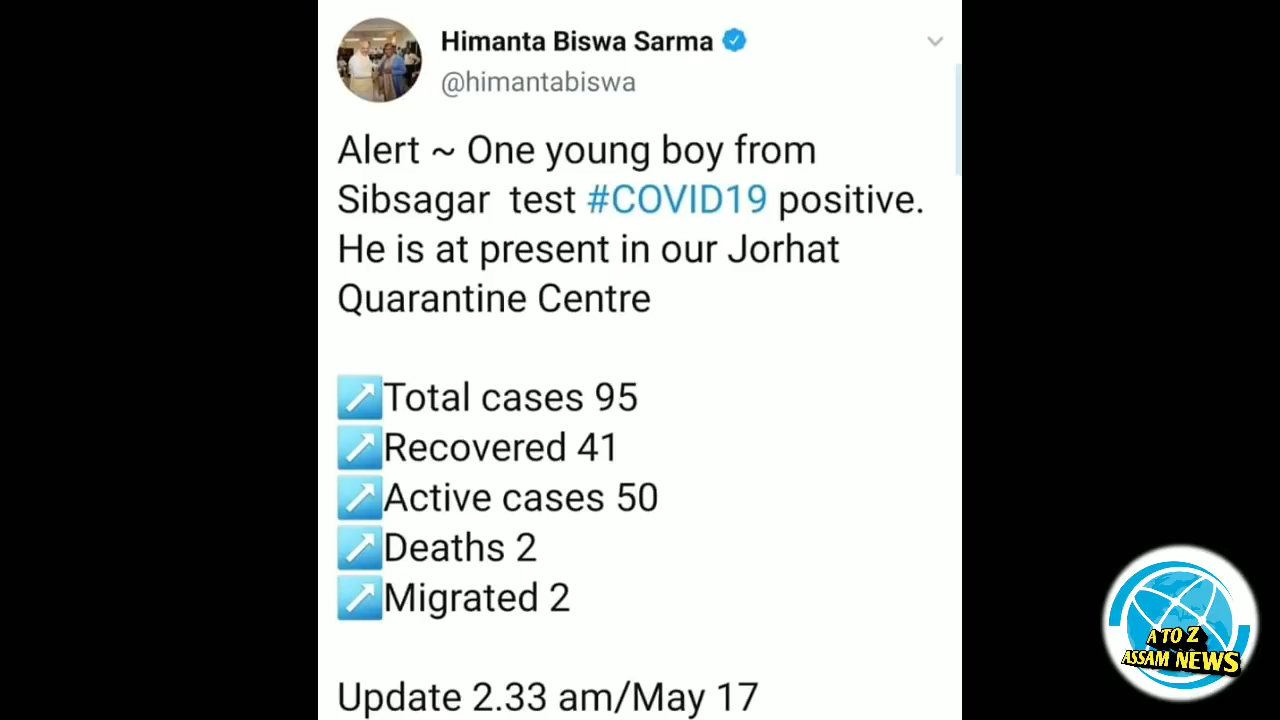 Himanta Biswa Sarma
@himantabiswa
Alert ~ One young boy from
Sibsagar test #COVID19 positive.
He is at present in our Jorhat
Quarantine Centre
↗Total cases 95
↗Recovered 41
↗Active cases 50
↗Deaths 2
↗Migrated 2
Update 2.33 am/May 17
A TO Z
ASSAM NEWS